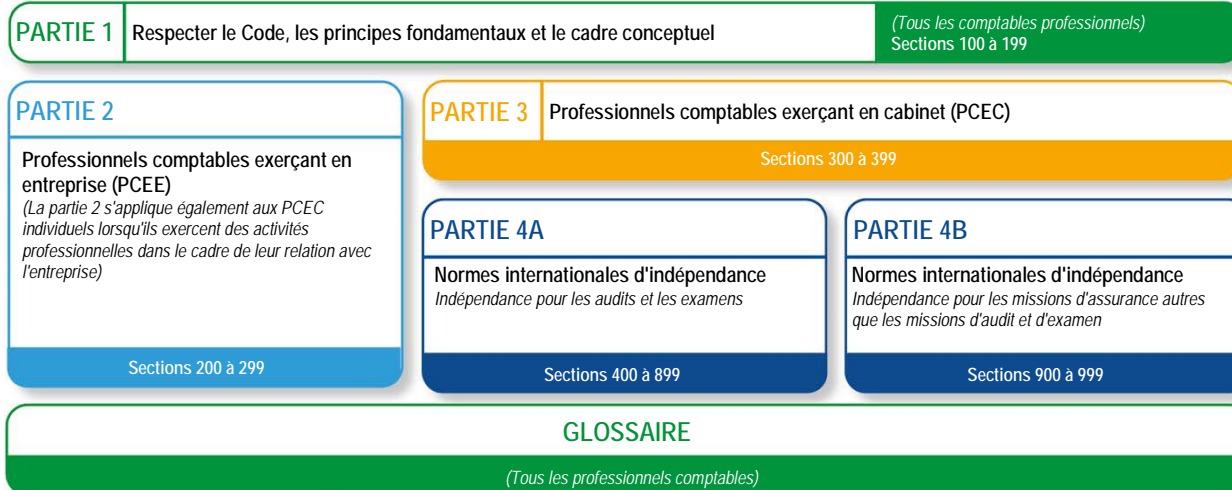 PARTIE 1
Respecter le Code, les principes fondamentaux et le cadre conceptuel
(Tous les comptables professionnels)
Sections 100 à 199
PARTIE 2
Professionnels comptables exerçant en
entreprise (PCEE)
(La partie 2 s'applique également aux PCEC
individuels lorsqu'ils exercent des activités
professionnelles dans le cadre de leur relation avec
l'entreprise)
Sections 200 à 299
PARTIE 3
Professionnels comptables exerçant en cabinet (PCEC)
Sections 300 à 399
PARTIE 4A
Normes internationales d'indépendance
Indépendance pour les audits et les examens
Sections 400 à 899
PARTIE 4B
Normes internationales d'indépendance
Indépendance pour les missions d'assurance autres
que les missions d'audit et d'examen
Sections 900 à 999
GLOSSAIRE
(Tous les professionnels comptables)